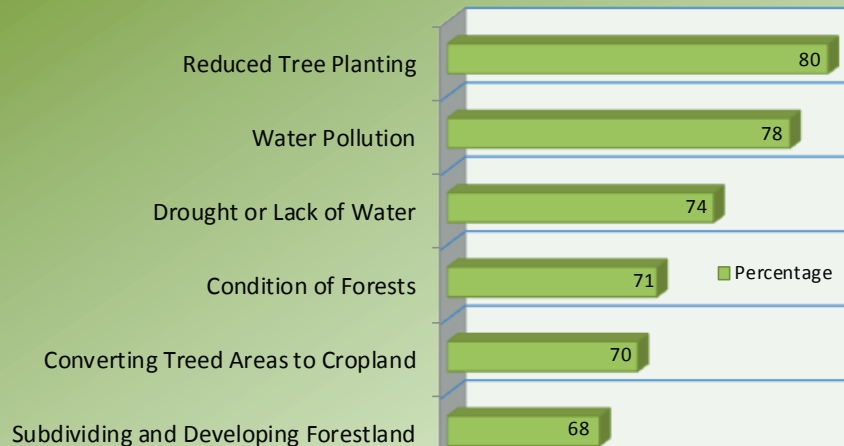 Reduced Tree Planting 80
Water Pollution 78
Drought or Lack of Water 74
Condition of Forests 71
Percentage
Converting Treed Areas to Cropland 70
Subdividing and Developing Forestland 68